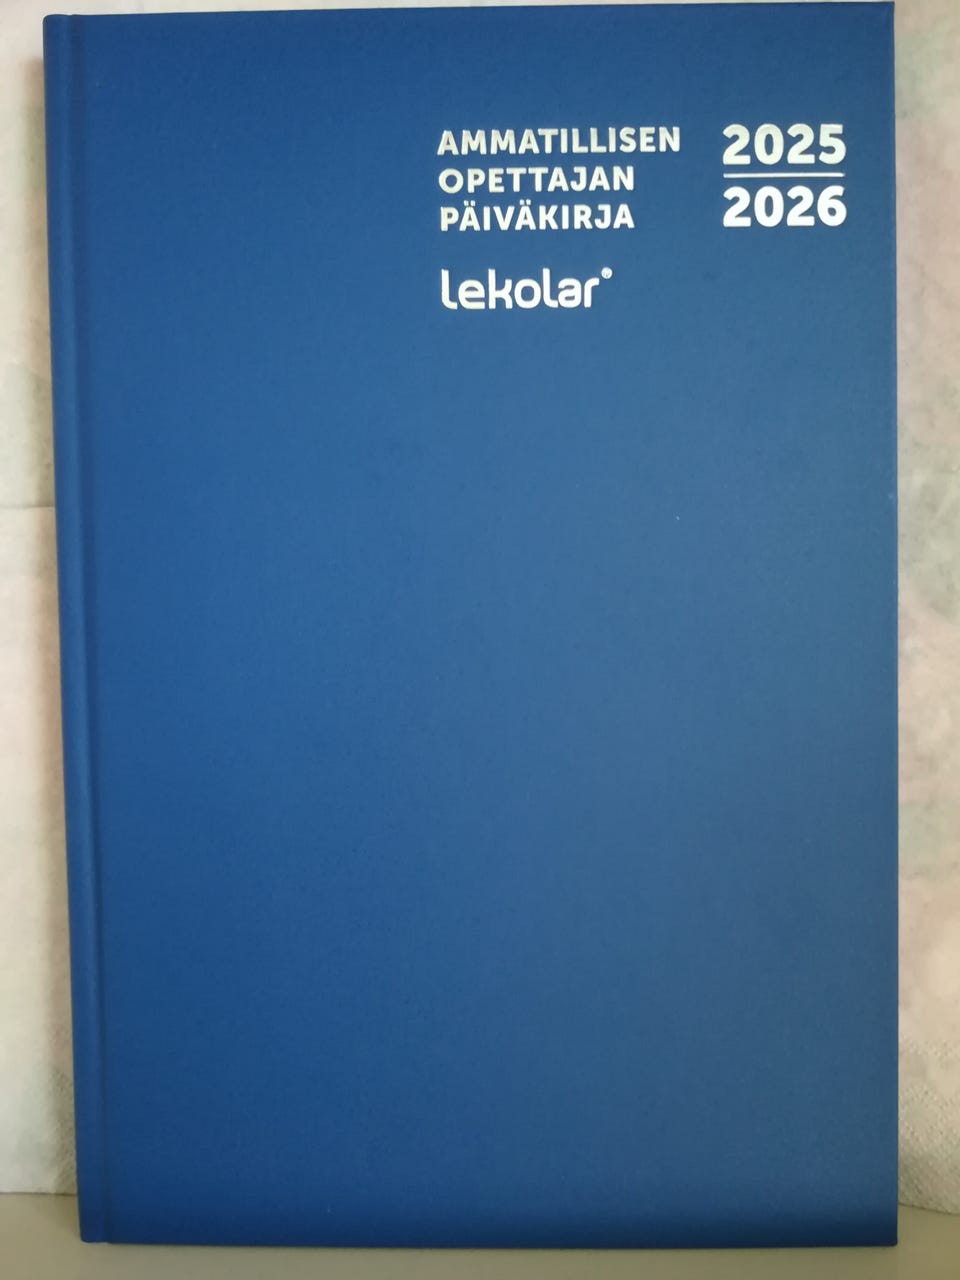 AMMATILLISEN
OPETTAJAN
PÄIVÄKIRJA
2025
2026
lekolar®